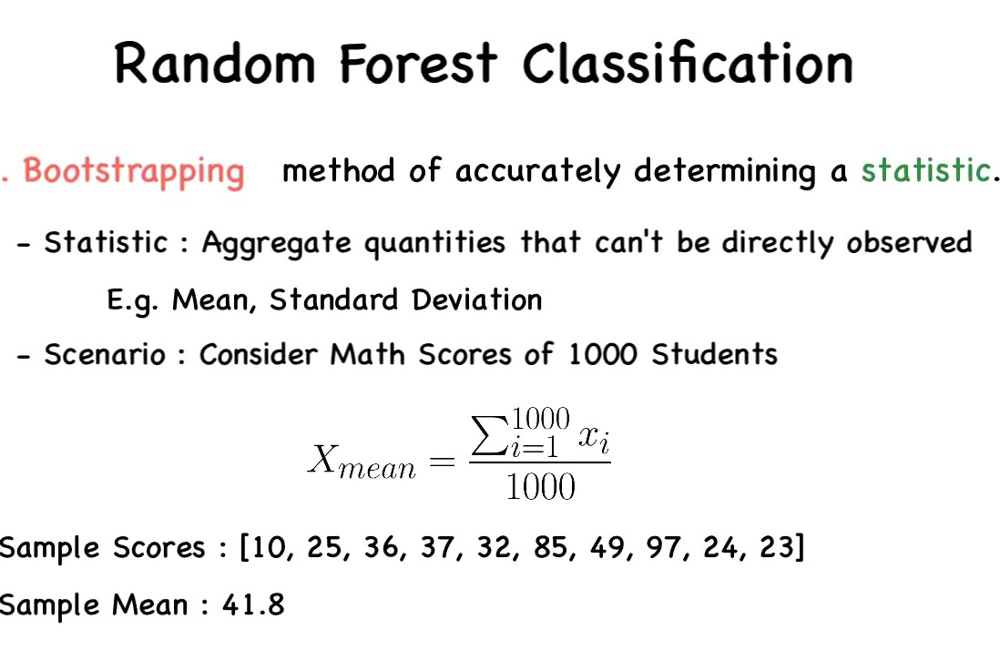 Random Forest Classification
. Bootstrapping method of accurately determining a statistic.
- Statistic : Aggregate quantities that can't be directly observed
E.g. Mean, Standard Deviation
- Scenario : Consider Math Scores of 1000 Students
X_{mean} = \frac{\sum_{i=1}^{1000} x_i}{1000}
Sample Scores : [10, 25, 36, 37, 32, 85, 49, 97, 24, 23]
Sample Mean : 41.8